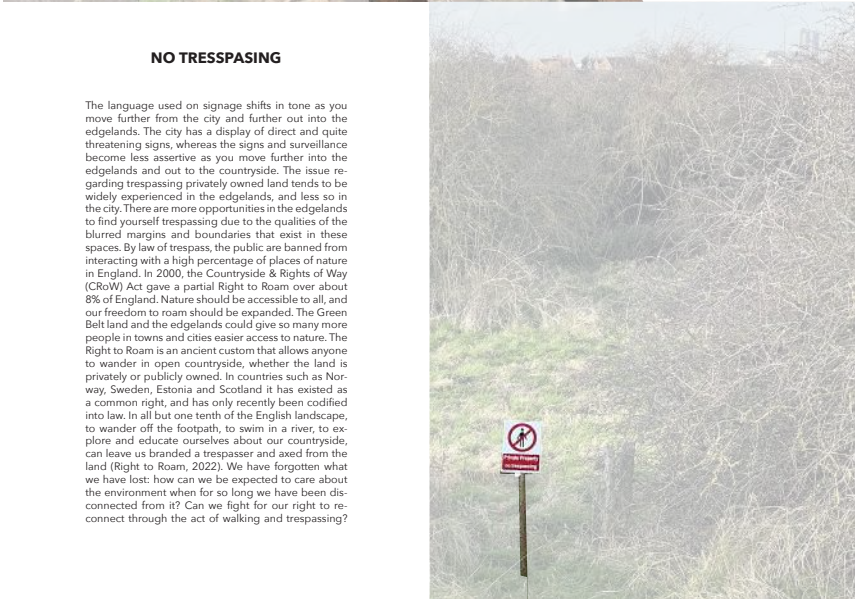 NO TRESSPASING
The language used on signage shifts in tone as you
move further from the city and further out into the
edgelands. The city has a display of direct and quite
threatening signs, whereas the signs and surveillance
become less assertive as you move further into the
edgelands and out to the countryside. The issue re-
garding trespassing privately owned land tends to be
widely experienced in the edgelands, and less so in
the city. There are more opportunities in the edgelands
to find yourself trespassing due to the qualities of the
blurred margins and boundaries that exist in these
spaces. By law of trespass, the public are banned from
interacting with a high percentage of places of nature
in England. In 2000, the Countryside & Rights of Way
(CRoW) Act gave a partial Right to Roam over about
8% of England. Nature should be accessible to all, and
our freedom to roam should be expanded. The Green
Belt land and the edgelands could give so many more
people in towns and cities easier access to nature. The
Right to Roam is an ancient custom that allows anyone
to wander in open countryside, whether the land is
privately or publicly owned. In countries such as Nor-
way, Sweden, Estonia and Scotland it has existed as
a common right, and has only recently been codified
into law. In all but one tenth of the English landscape,
to wander off the footpath, to swim in a river, to ex-
plore and educate ourselves about our countryside,
can leave us branded a trespasser and axed from the
land (Right to Roam, 2022). We have forgotten what
we have lost: how can we be expected to care about
the environment when for so long we have been dis-
connected from it? Can we fight for our right to re-
connect through the act of walking and trespassing?
Private Property
no trespassing